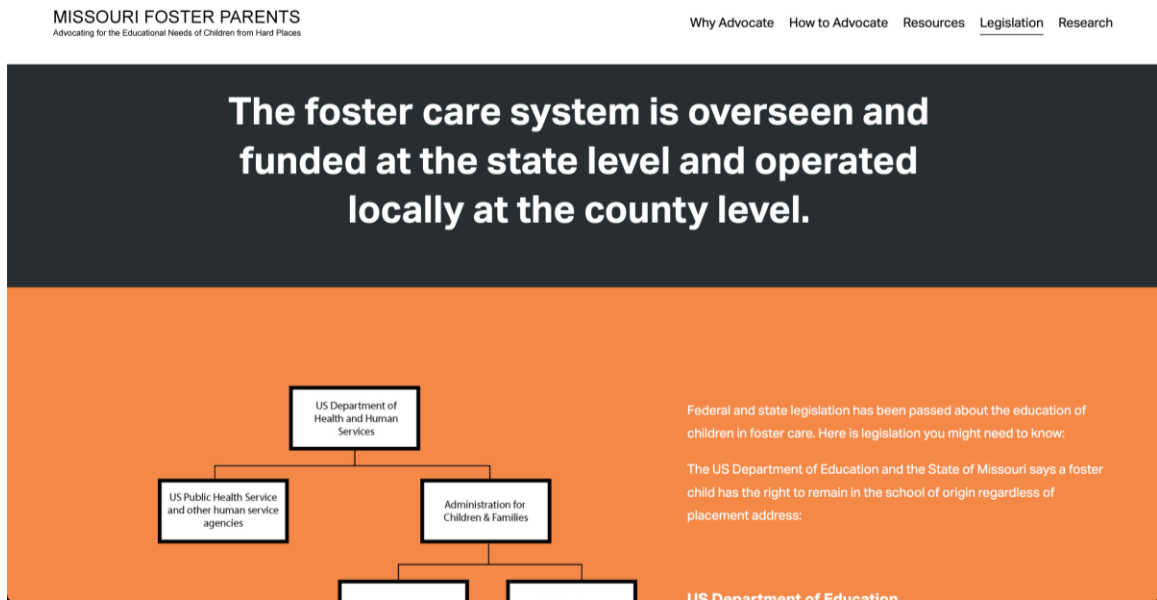 MISSOURI FOSTER PARENTS
Advocating for the Educational Needs of Children from Hard Places
Why Advocate How to Advocate Resources Legislation Research
The foster care system is overseen and
funded at the state level and operated
locally at the county level.
US Department of
Health and Human
Services
US Public Health Service
and other human service
agencies
Administration for
Children & Families
Federal and state legislation has been passed about the education of
children in foster care. Here is legislation you might need to know:
The US Department of Education and the State of Missouri says a foster
child has the right to remain in the school of origin regardless of
placement address:
US Department of Education